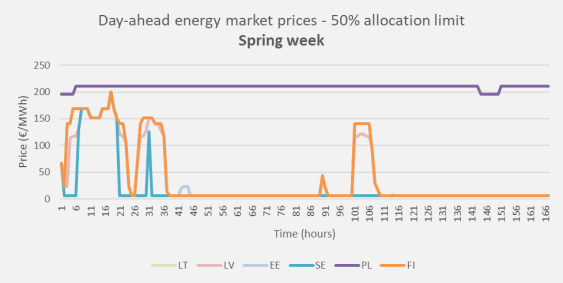 Day-ahead energy market prices - 50% allocation limit
Spring week
Price (€/MWh)
250
200
150
100
50
0
1 6 11 16 21 26 31 36 41 46 51 56 61 66 71 76 81 86 91 96 101 106 111 116 121 126 131 136 141 146 151 156 161 166
Time (hours)
LT LV EE SE PL FI